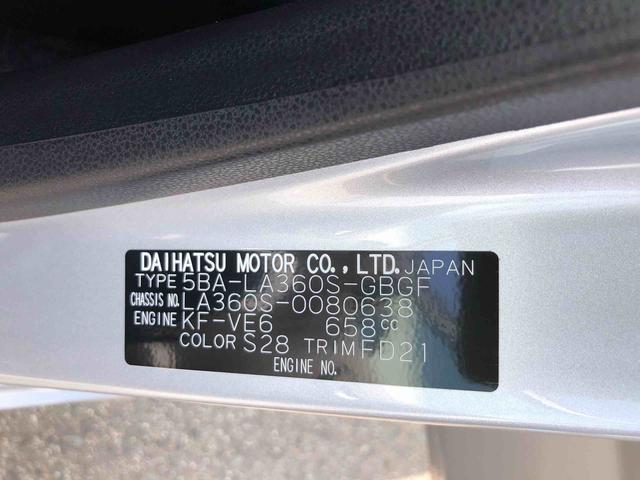 DAIHATSU MOTOR CO., LTD. JAPAN
TYPE 5BA-LA360S-GBGF
CHASSIS NO. LA360S-0080638
ENGINE KF-VE6 658cc
COLOR S28 TRIM FD21
ENGINE NO.